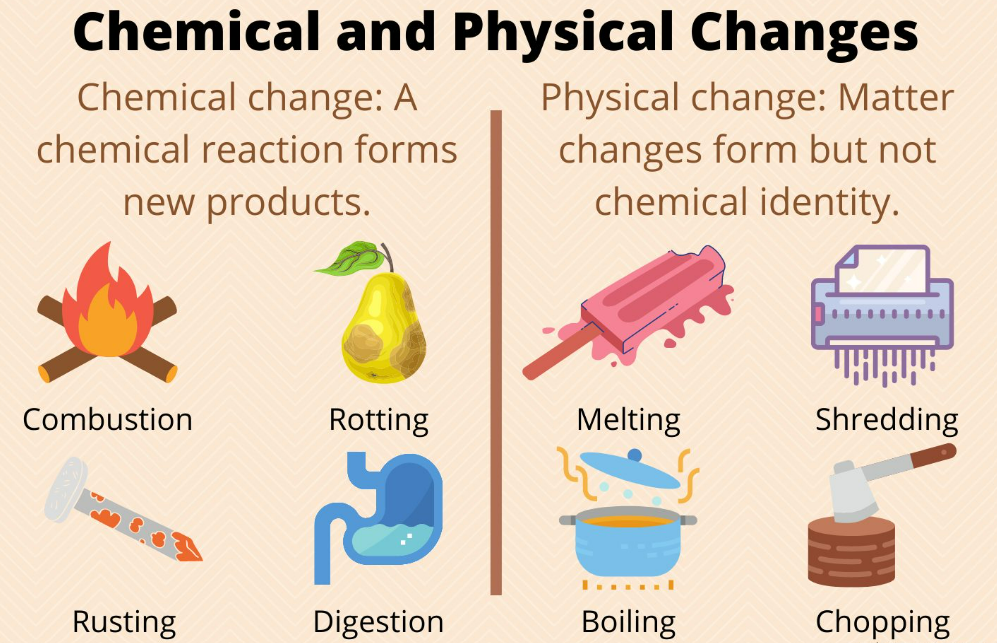 Chemical and Physical Changes
Chemical change: A
chemical reaction forms
new products.
Physical change: Matter
changes form but not
chemical identity.
Combustion
Rotting
Melting
Shredding
Rusting
Digestion
Boiling
Chopping